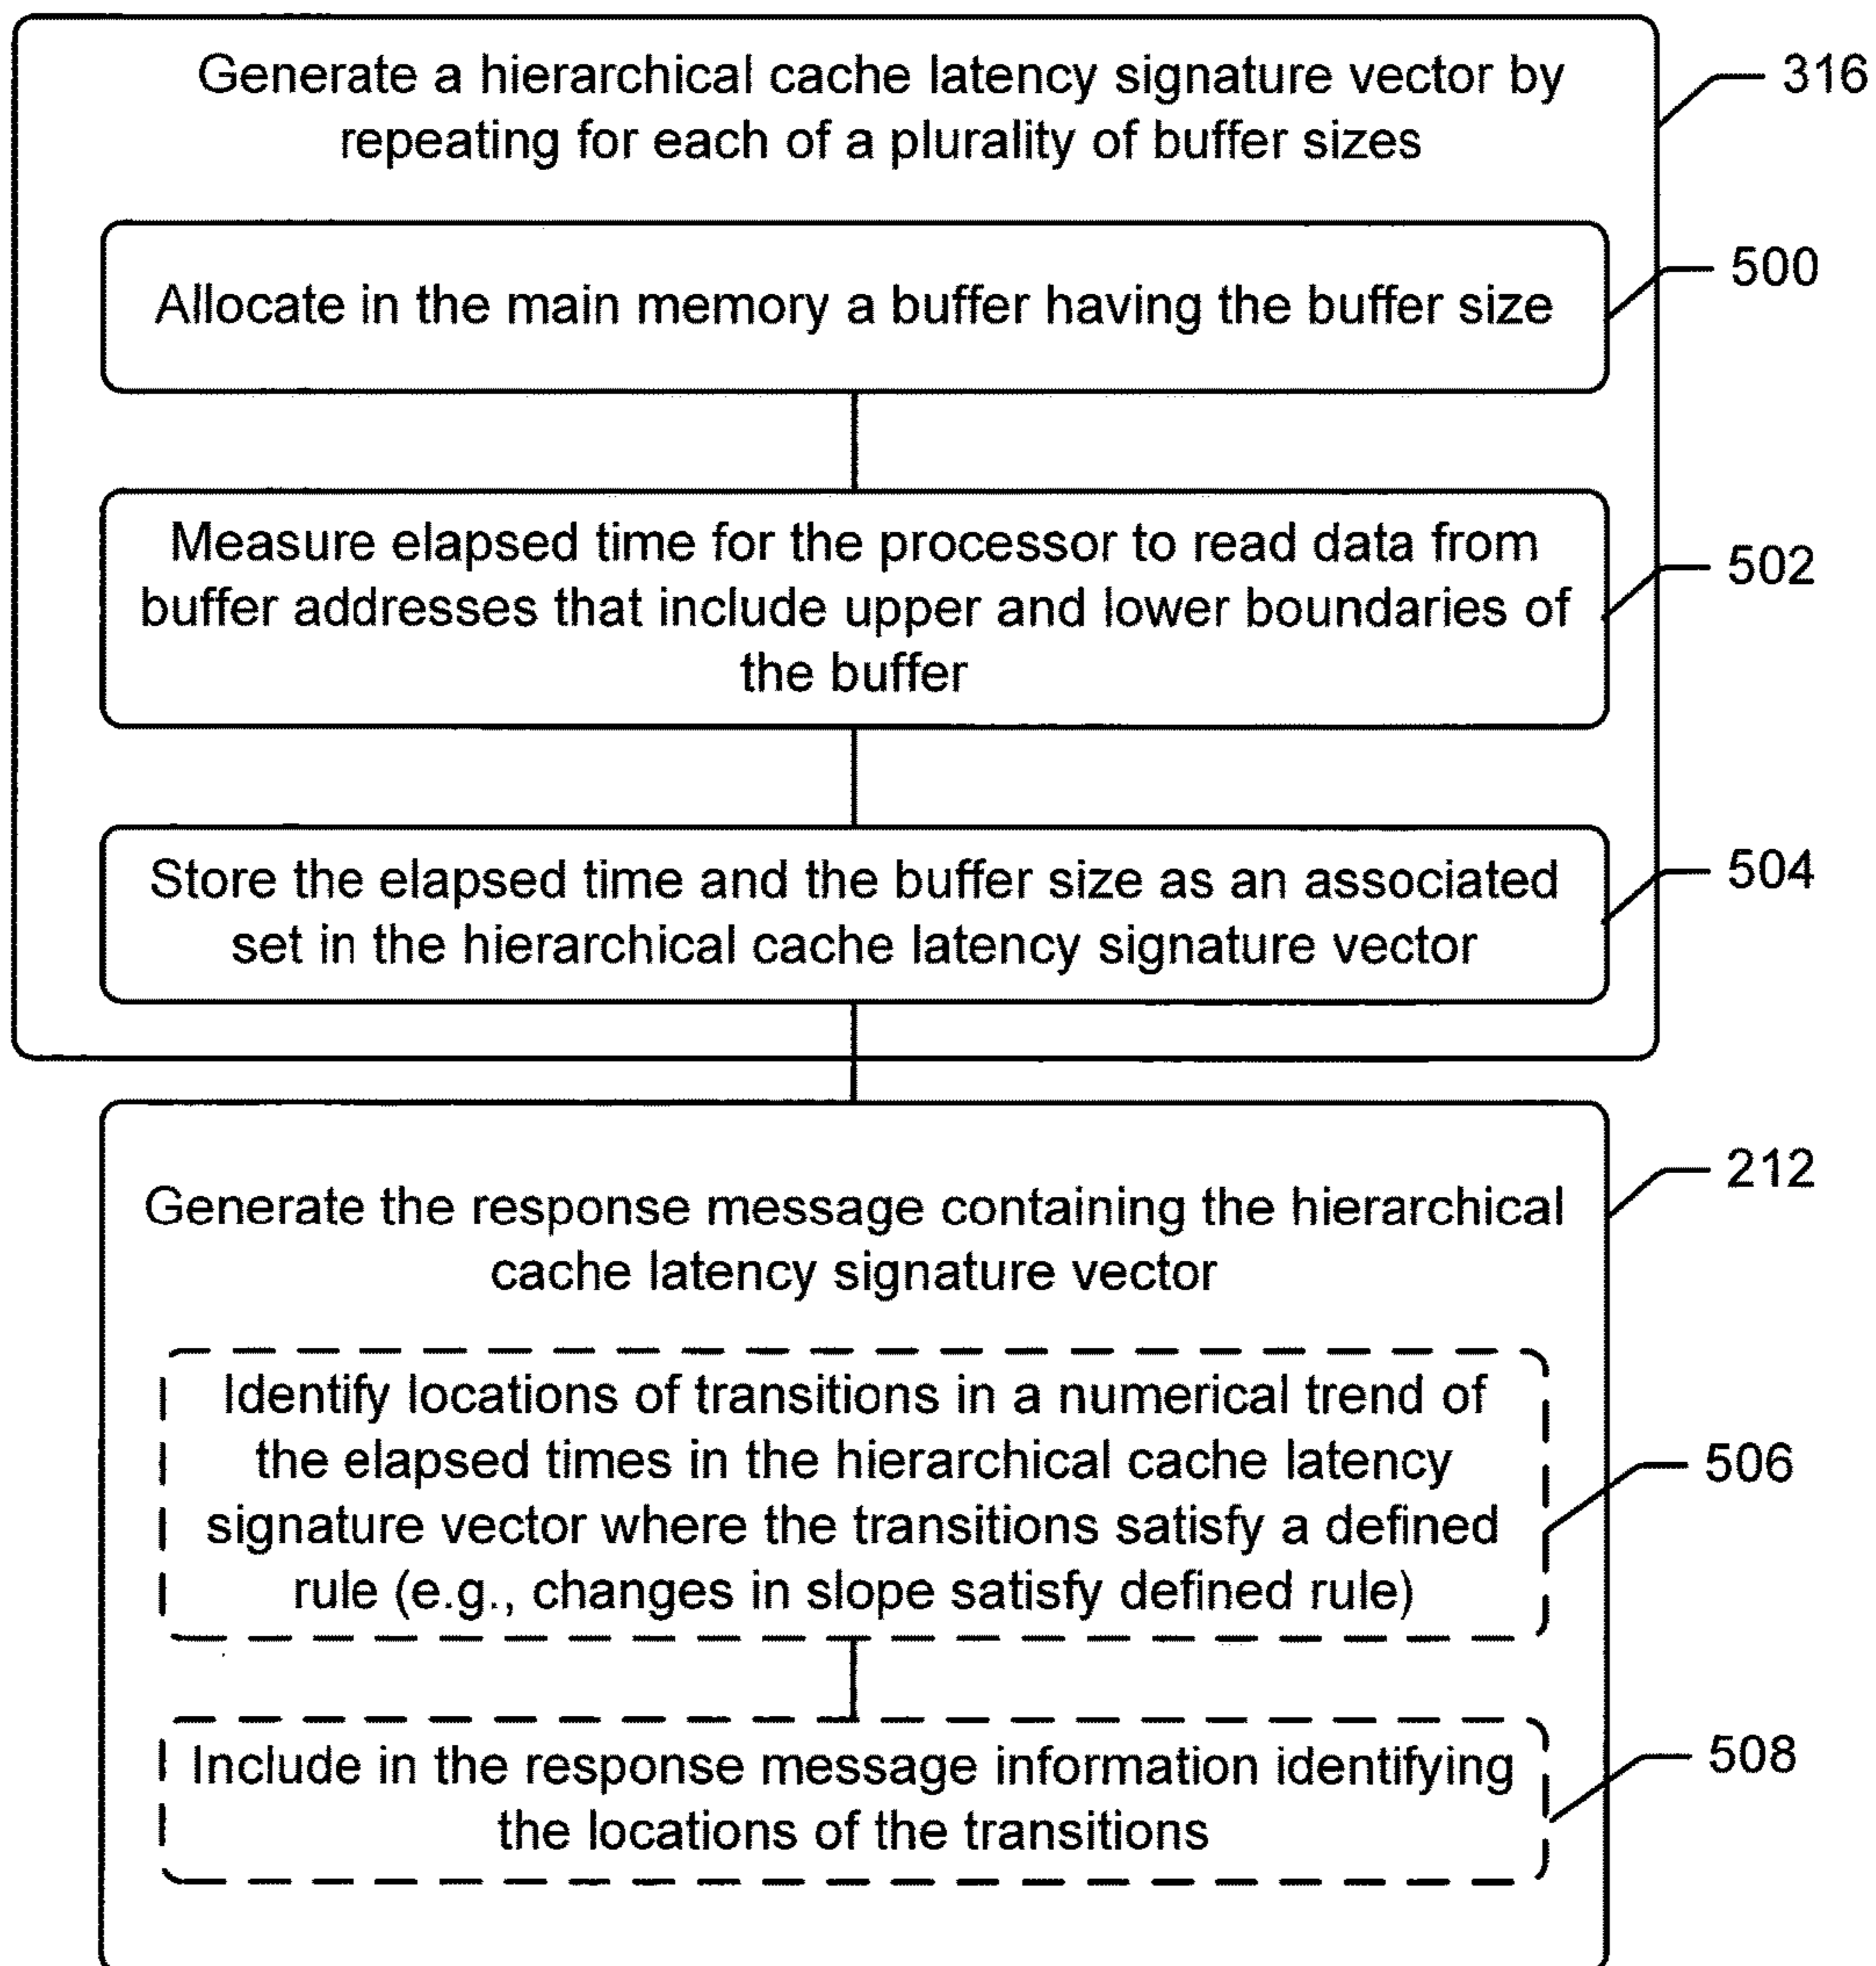 Generate a hierarchical cache latency signature vector by
repeating for each of a plurality of buffer sizes
316
Allocate in the main memory a buffer having the buffer size
500
Measure elapsed time for the processor to read data from
buffer addresses that include upper and lower boundaries of
the buffer
502
Store the elapsed time and the buffer size as an associated
set in the hierarchical cache latency signature vector
504
Generate the response message containing the hierarchical
cache latency signature vector
212
Identify locations of transitions in a numerical trend of
the elapsed times in the hierarchical cache latency
signature vector where the transitions satisfy a defined
rule (e.g., changes in slope satisfy defined rule)
506
Include in the response message information identifying
the locations of the transitions
508